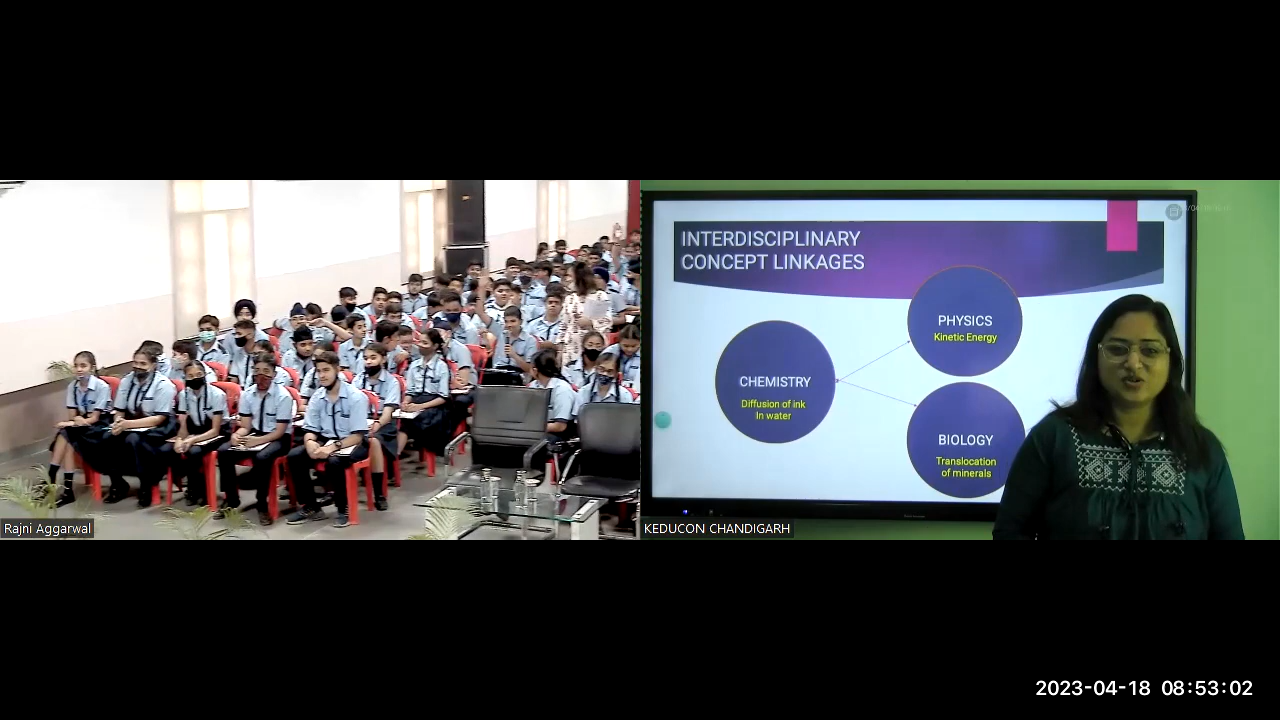 INTERDISCIPLINARY
CONCEPT LINKAGES
PHYSICS
Kinetic Energy
CHEMISTRY
Diffusion of ink
In water
BIOLOGY
Translocation
of minerals
Rajni Aggarwal
KEDUCON CHANDIGARH
2023-04-18 08:53:02